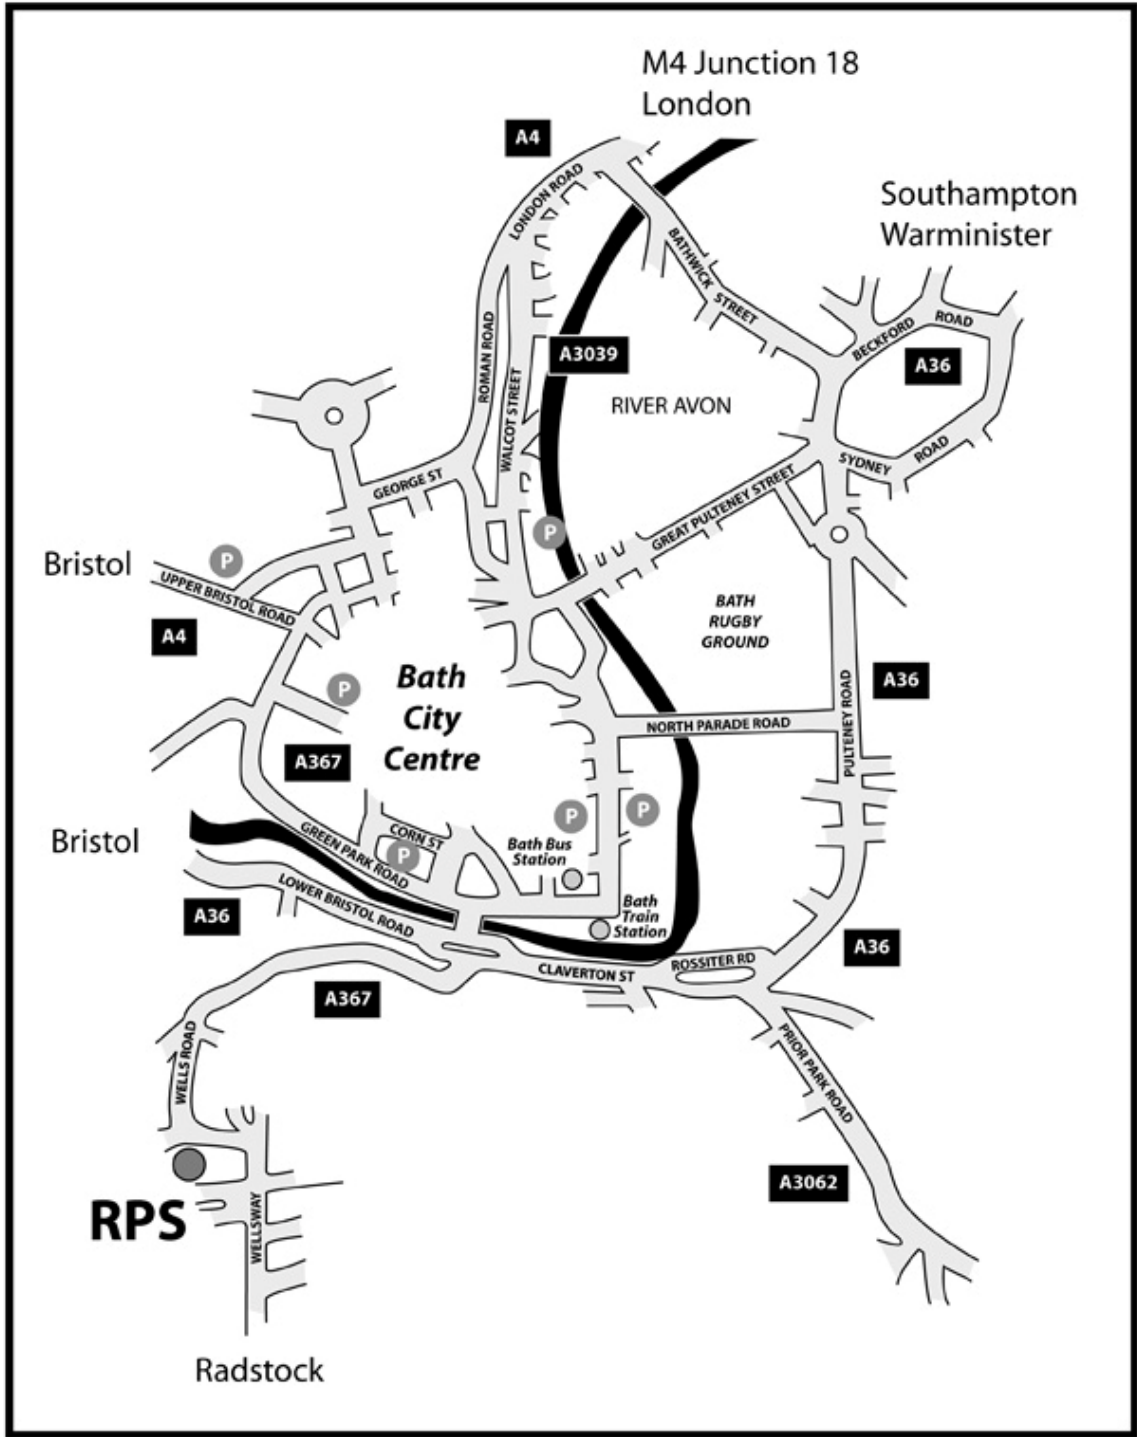 M4 Junction 18
London
A4
LONDON ROAD
Southampton
Warminister
BATHWICK STREET
BECKFORD ROAD
A36
A3039
ROMAN ROAD
WALCOT STREET
RIVER AVON
GEORGE ST
SYDNEY ROAD
GREAT PULTENEY STREET
P
P
Bristol
UPPER BRISTOL ROAD
A4
BATH
RUGBY
GROUND
Bath
City
Centre
P
A36
PULTENEY ROAD
NORTH PARADE ROAD
A367
P
P
Bristol
GREEN PARK ROAD
CORN ST
P
Bath Bus
Station
LOWER BRISTOL ROAD
A36
Bath
Train
Station
A36
CLAVERTON ST
ROSSITER RD
A367
WELLS ROAD
PRIOR PARK ROAD
A3062
RPS
WELLSWAY
Radstock